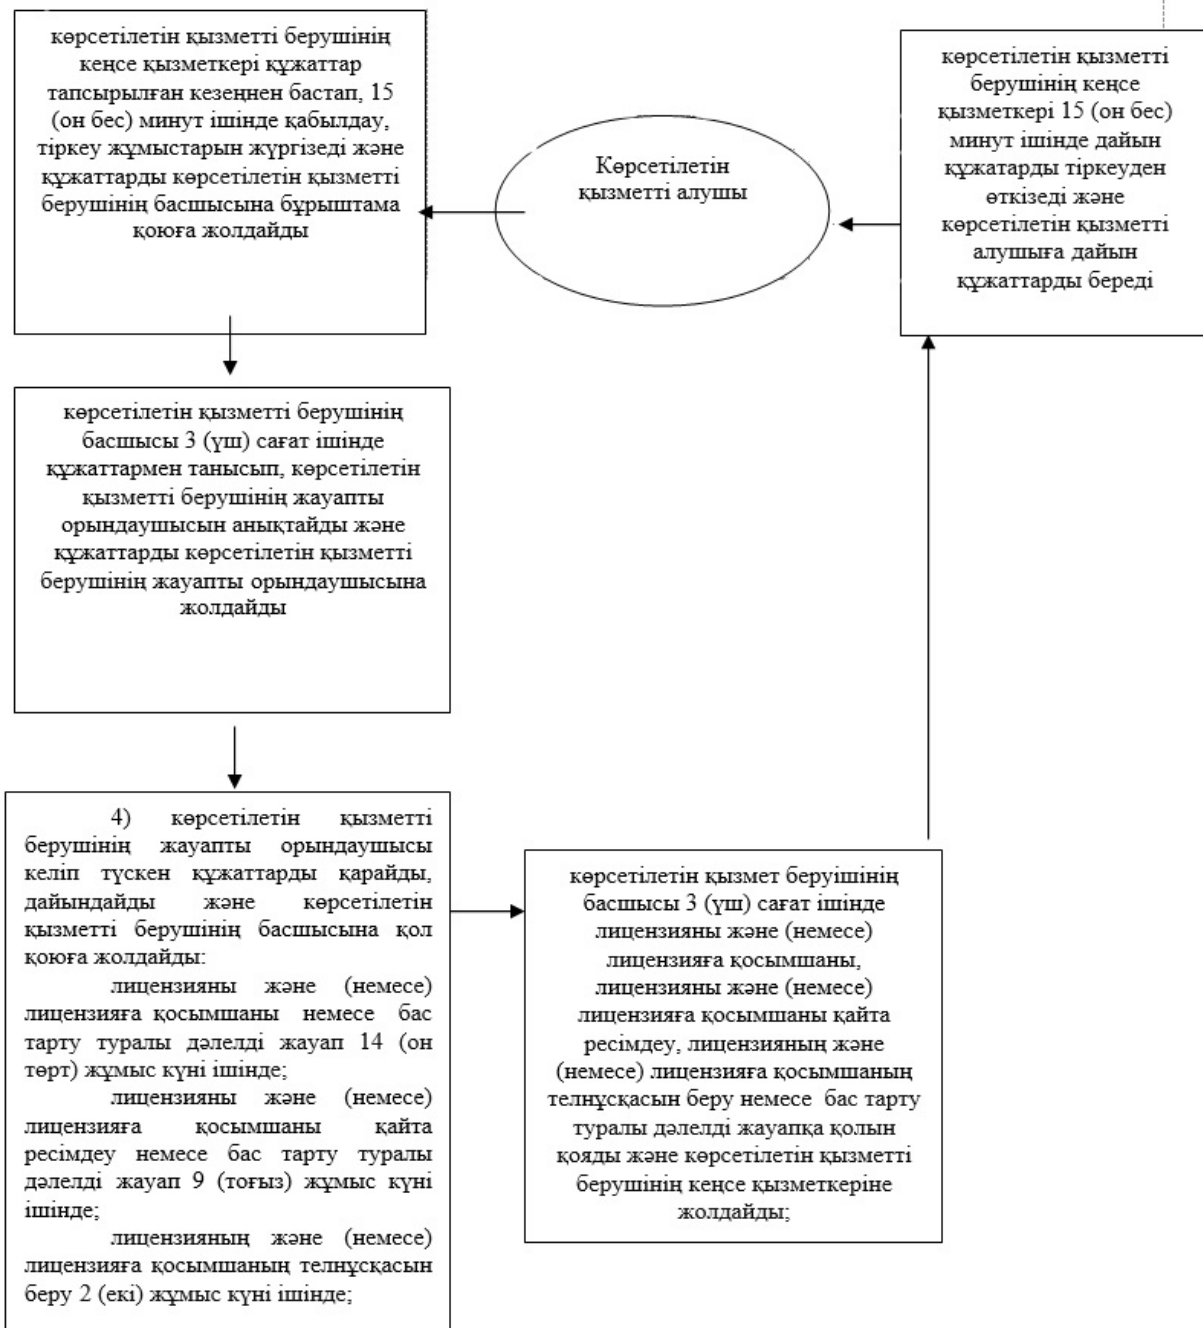 көрсетілетін қызметті берушінің
кеңсе қызметкері құжаттар
тапсырылған кезеңнен бастап, 15
(он бес) минут ішінде қабылдау,
тіркеу жұмыстарын жүргізеді және
құжаттарды көрсетілетін қызметті
берушінің басшысына бұрыштама
қоюға жолдайды
Көрсетілетін
қызметті алушы
көрсетілетін қызметті
берушінің кеңсе
қызметкері 15 (он бес)
минут ішінде дайын
құжатарды тіркеуден
өткізеді және
көрсетілетін қызметті
алушыға дайын
құжаттарды береді
көрсетілетін қызметті берушінің
басшысы 3 (үш) сағат ішінде
құжаттармен танысып, көрсетілетін
қызметті берушінің жауапты
орындаушысын анықтайды және
құжаттарды көрсетілетін қызметті
берушінің жауапты орындаушысына
жолдайды
4) көрсетілетін қызметті
берушінің жауапты орындаушысы
келіп түскен құжаттарды қарайды,
дайындайды және көрсетілетін
қызметті берушінің басшысына қол
қоюға жолдайды:
лицензияны және (немесе)
лицензияға қосымшаны немесе бас
тарту туралы дәлелді жауап 14 (он
төрт) жұмыс күні ішінде;
лицензияны және (немесе)
лицензияға қосымшаны қайта
ресімдеу немесе бас тарту туралы
дәлелді жауап 9 (тоғыз) жұмыс күні
ішінде;
лицензияның және (немесе)
лицензияға қосымшаның телнұсқасын
беру 2 (екі) жұмыс күні ішінде;
көрсетілетін қызмет беруішінің
басшысы 3 (үш) сағат ішінде
лицензияны және (немесе)
лицензияға қосымшаны,
лицензияны және (немесе)
лицензияға қосымшаны қайта
ресімдеу, лицензияның және
(немесе) лицензияға қосымшаның
телнұсқасын беру немесе бас тарту
туралы дәлелді жауапқа қолын
қояды және көрсетілетін қызметті
берушінің кеңсе қызметкеріне
жолдайды;